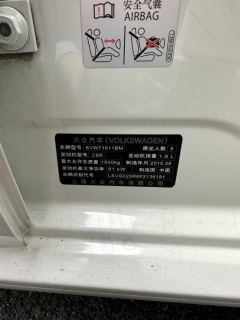 安全气囊
AIRBAG
大众汽车 (VOLKSWAGEN)
车辆型号 SVW71611BM 乘坐人数 5
发动机型号 CSR 发动机排量 1.6 L
最大允许总质量 1600kg 制造年月 2015.06
发动机最大净功率 81 kW 制造国 中国
车辆识别代号
上海大众汽车有限公司